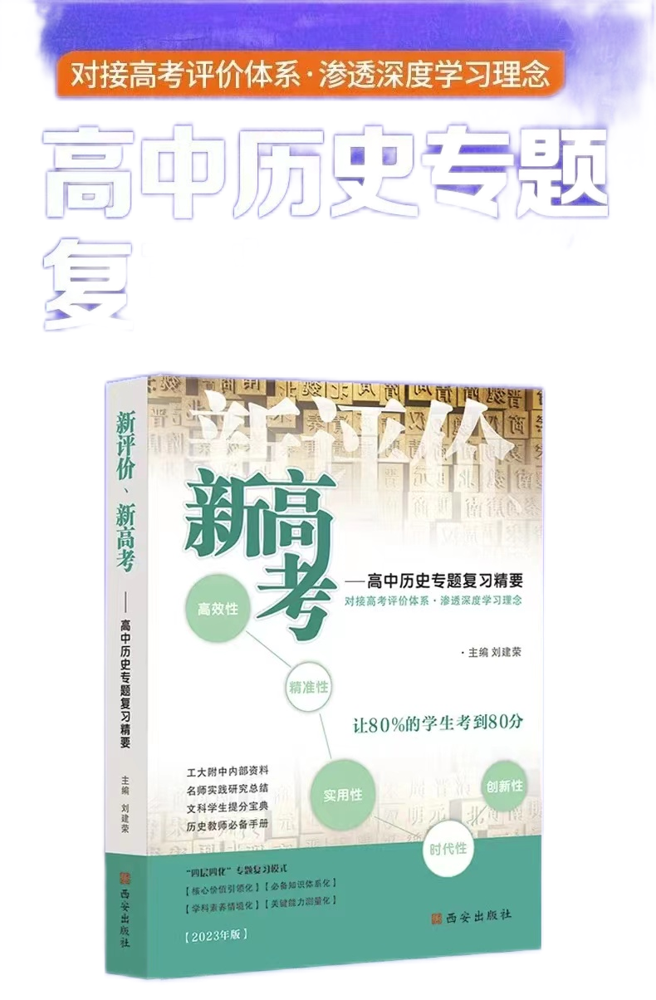 对接高考评价体系·渗透深度学习理念
高中历史专题
复
新评价、新高考
——高中历史专题复习精要
主编 刘建荣
西安出版社
新评价、
新高考
——高中历史专题复习精要
对接高考评价体系·渗透深度学习理念
·主编 刘建荣
高效性
精准性
让80%的学生考到80分
实用性
创新性
时代性
工大附中内部资料
名师实践研究总结
文科学生提分宝典
历史教师必备手册
“四层四化”专题复习模式
【核心价值引领化】【必备知识体系化】
【学科素养情境化】【关键能力测量化】
【2023年版】
西安出版社